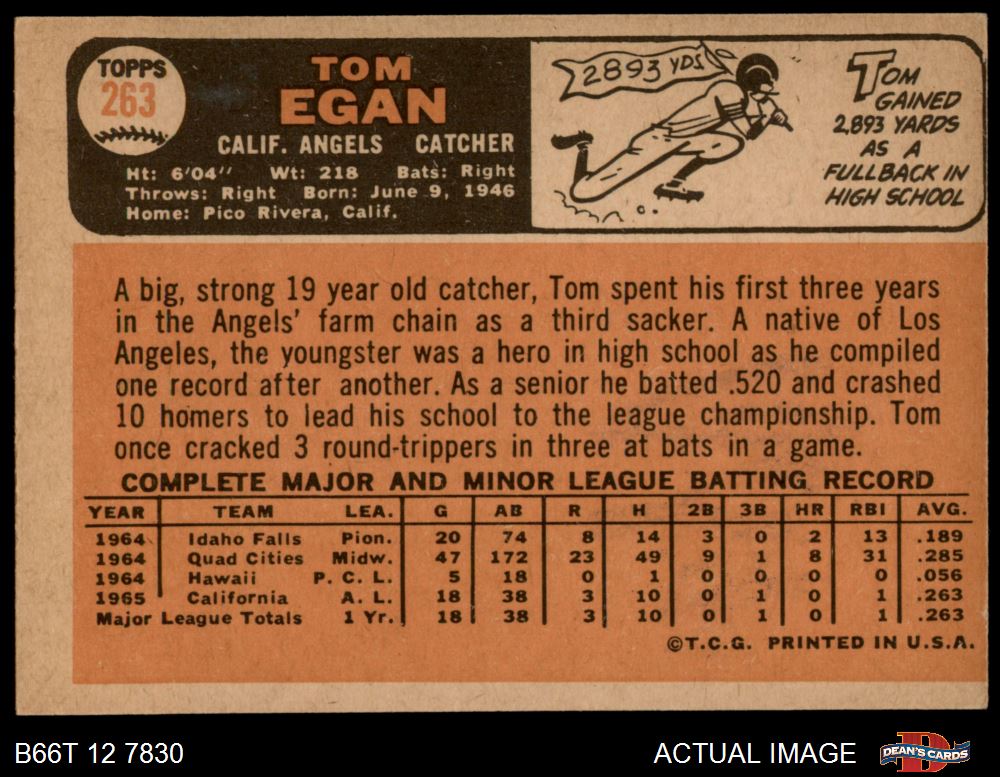 TOPPS
263
TOM
EGAN
CALIF. ANGELS CATCHER
Ht: 6'04" Wt: 218 Bats: Right
Throws: Right Born: June 9, 1946
Home: Pico Rivera, Calif.
2893 YDS.
TOM
GAINED
2,893 YARDS
AS A
FULLBACK IN
HIGH SCHOOL
A big, strong 19 year old catcher, Tom spent his first three years
in the Angels' farm chain as a third sacker. A native of Los
Angeles, the youngster was a hero in high school as he compiled
one record after another. As a senior he batted .520 and crashed
10 homers to lead his school to the league championship. Tom
once cracked 3 round-trippers in three at bats in a game.
COMPLETE MAJOR AND MINOR LEAGUE BATTING RECORD
YEAR TEAM LEA. G AB R H 2B 3B HR RBI AVG.
1964 Idaho Falls Pion. 20 74 8 14 3 0 2 13 .189
1964 Quad Cities Midw. 47 172 23 49 9 1 8 31 .285
1964 Hawaii P. C. L. 5 18 0 1 0 0 0 0 .056
1965 California A. L. 18 38 3 10 0 1 0 1 .263
Major League Totals 1 Yr. 18 38 3 10 0 1 0 1 .263
©T.C.G. PRINTED IN U.S.A.
B66T 12 7830
ACTUAL IMAGE
DEAN'S CARDS